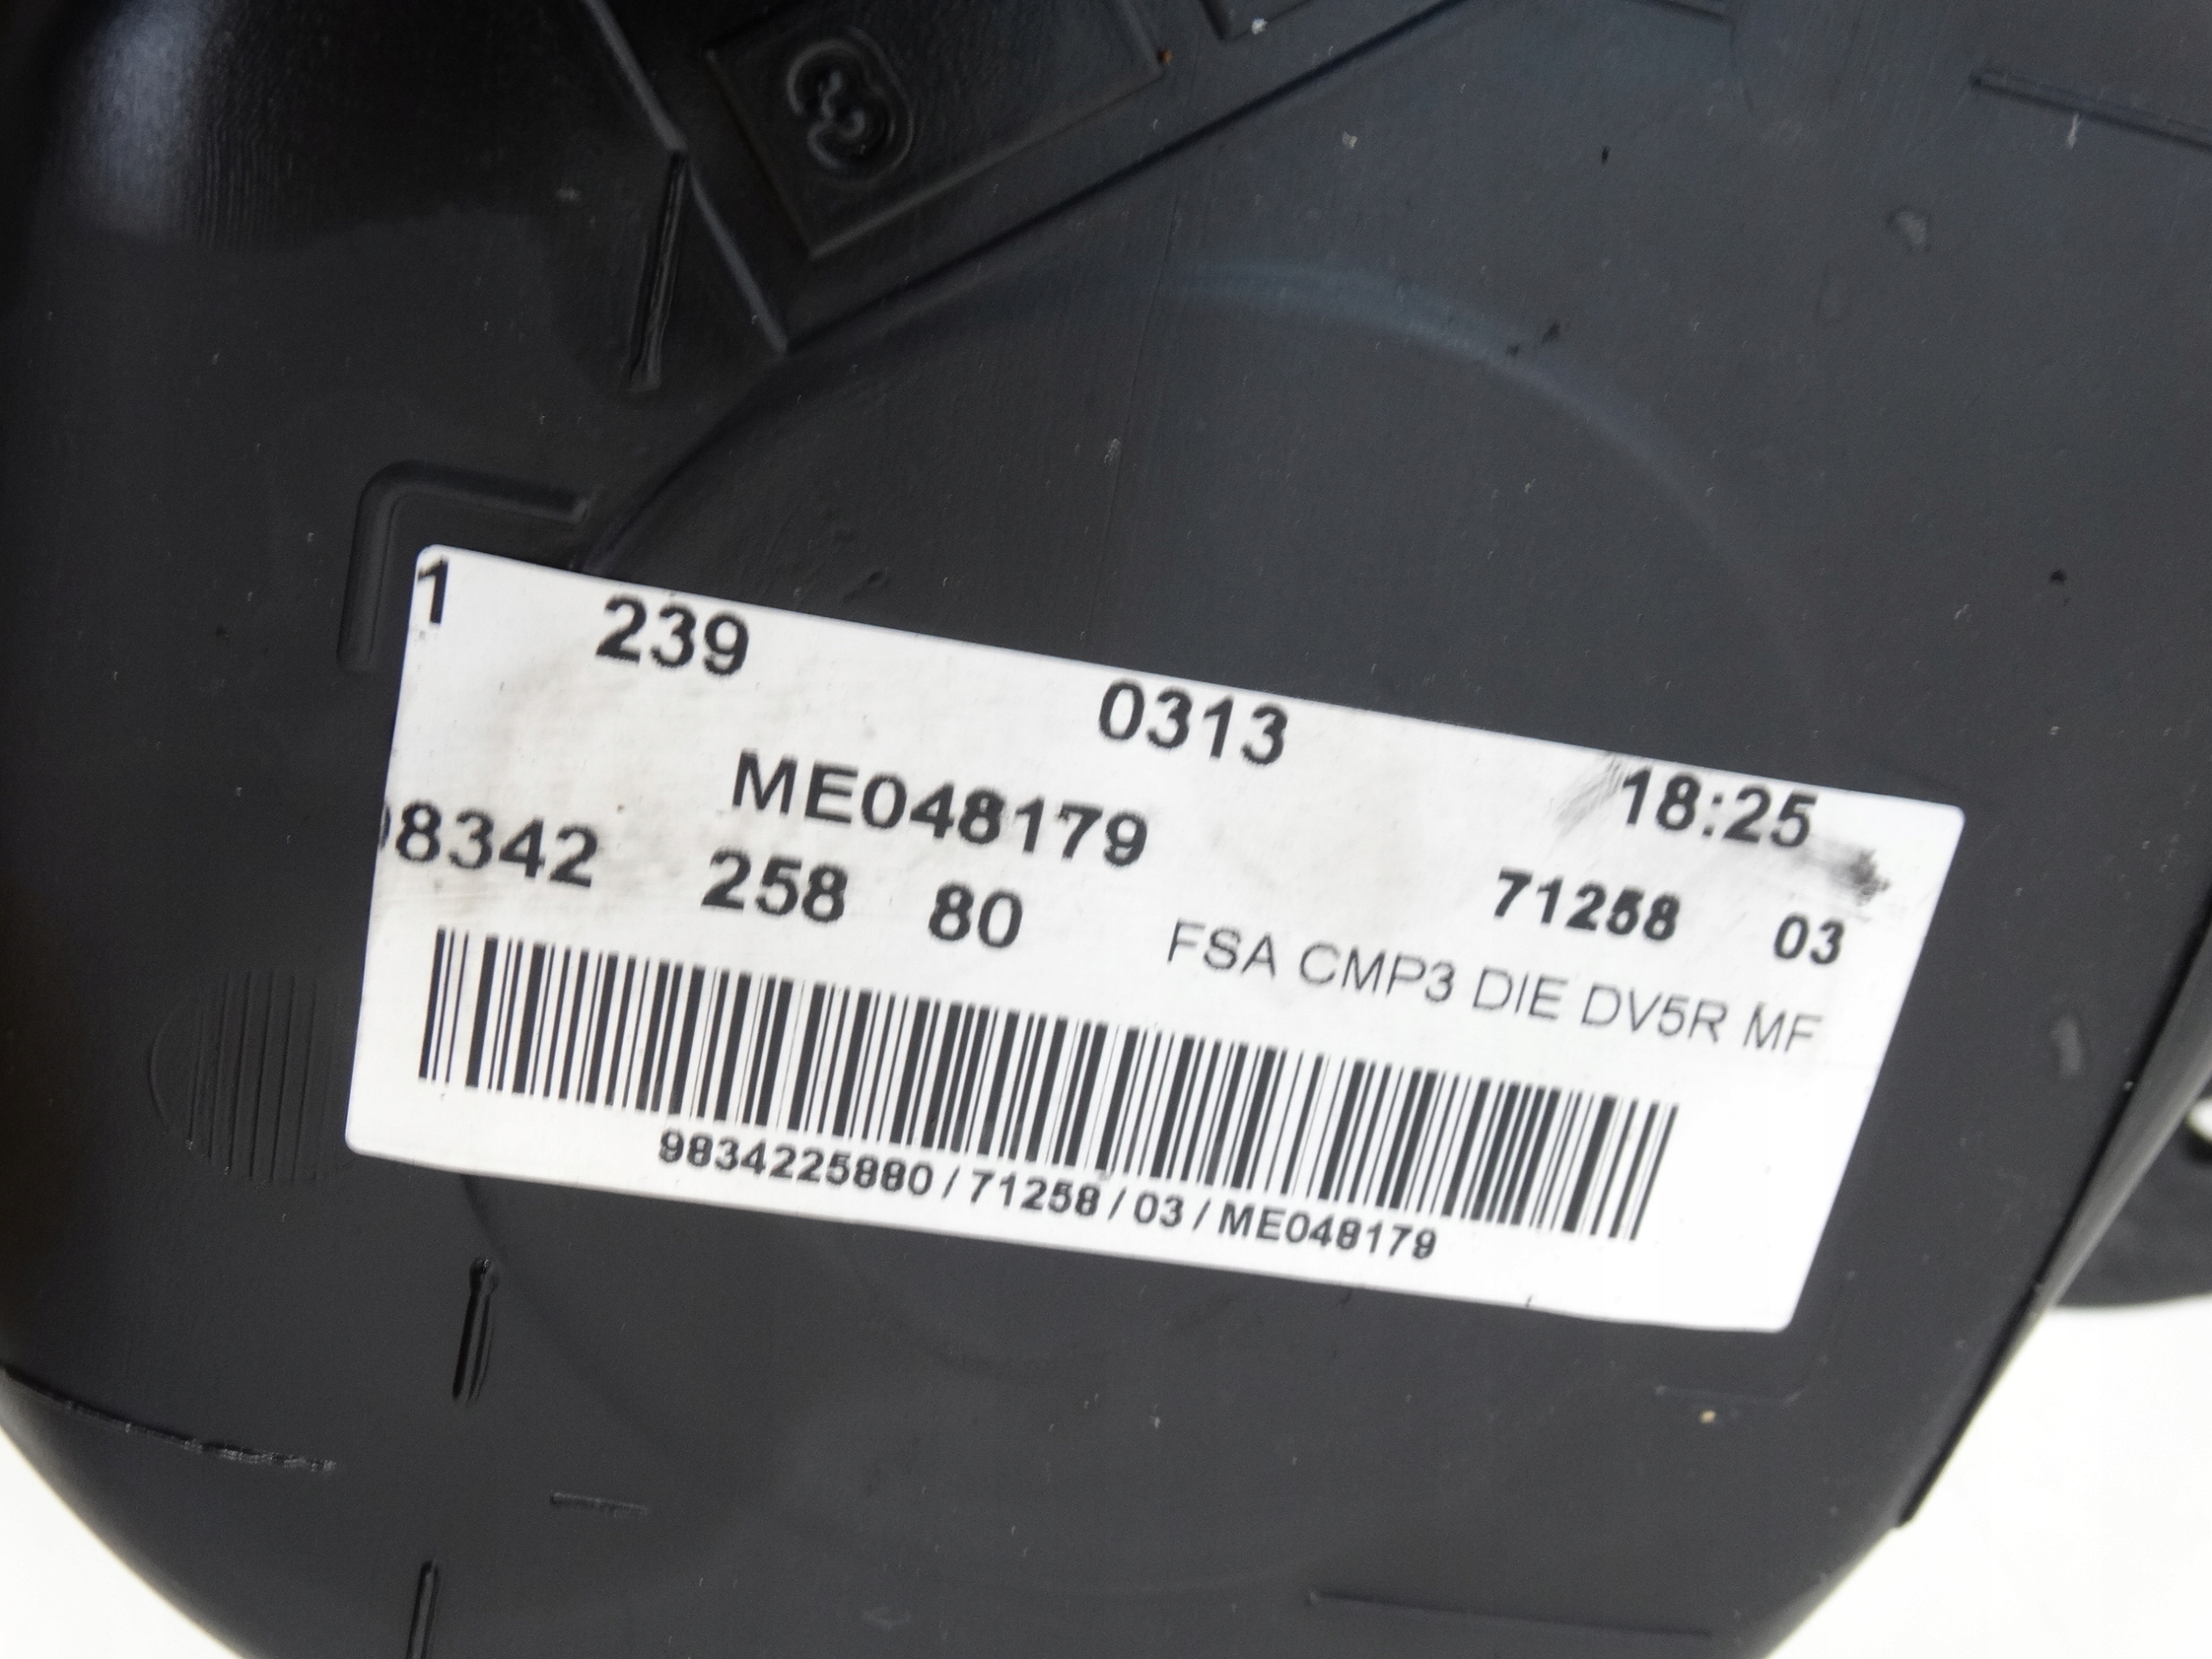 3
1 239 0313 18:25
ME048179 71258 03
98342 258 80 FSA CMP3 DIE DV5R MF
9834225880 / 71258 / 03 / ME048179